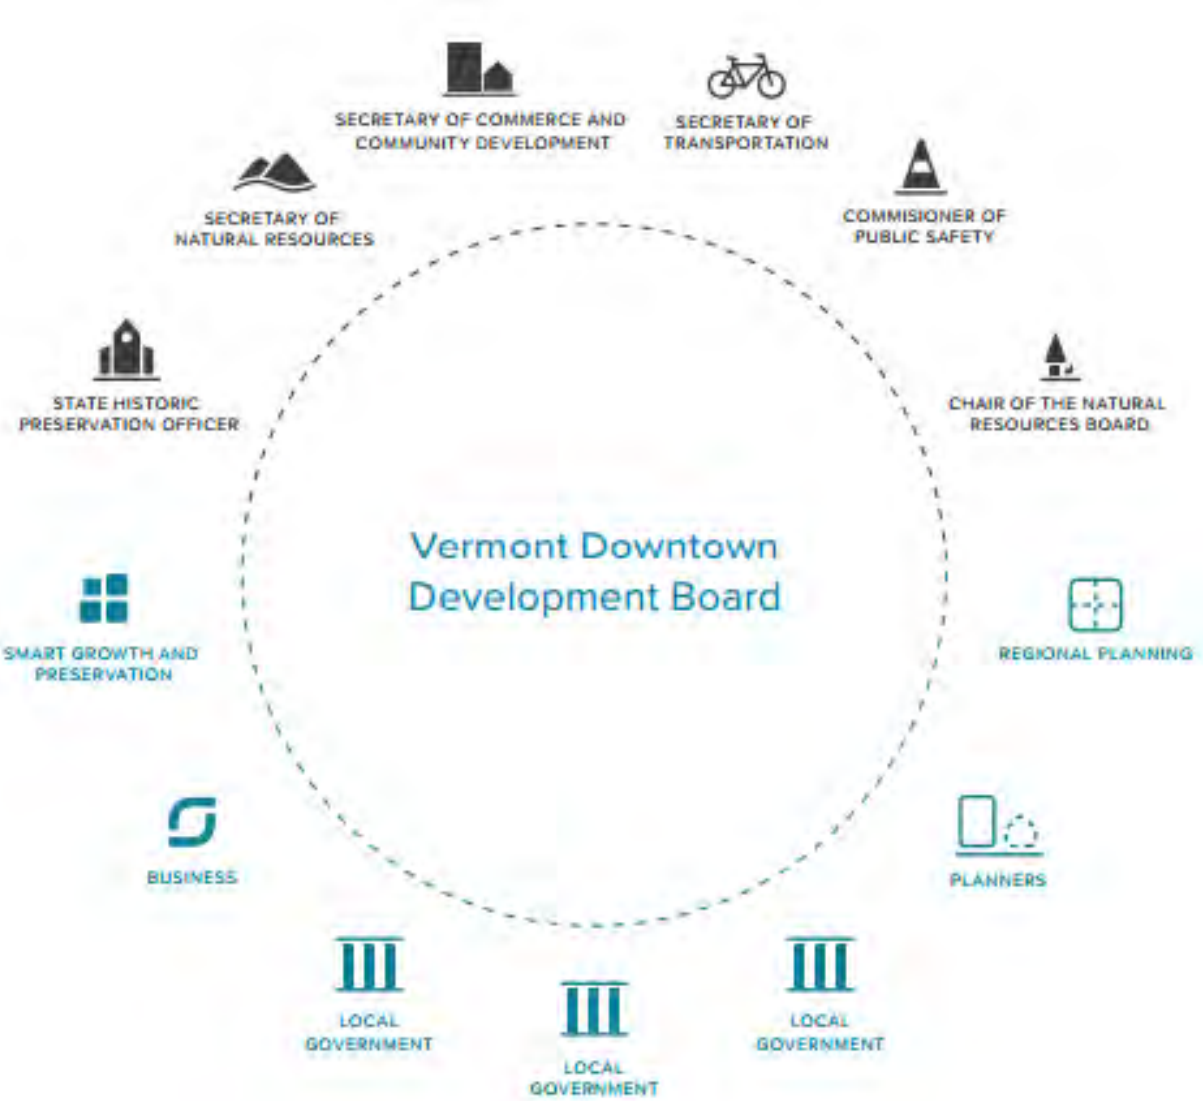 SECRETARY OF COMMERCE AND
COMMUNITY DEVELOPMENT
SECRETARY OF
TRANSPORTATION
SECRETARY OF
NATURAL RESOURCES
COMMISIONER OF
PUBLIC SAFETY
STATE HISTORIC
PRESERVATION OFFICER
CHAIR OF THE NATURAL
RESOURCES BOARD
Vermont Downtown
Development Board
SMART GROWTH AND
PRESERVATION
REGIONAL PLANNING
BUSINESS
PLANNERS
LOCAL
GOVERNMENT
LOCAL
GOVERNMENT
LOCAL
GOVERNMENT